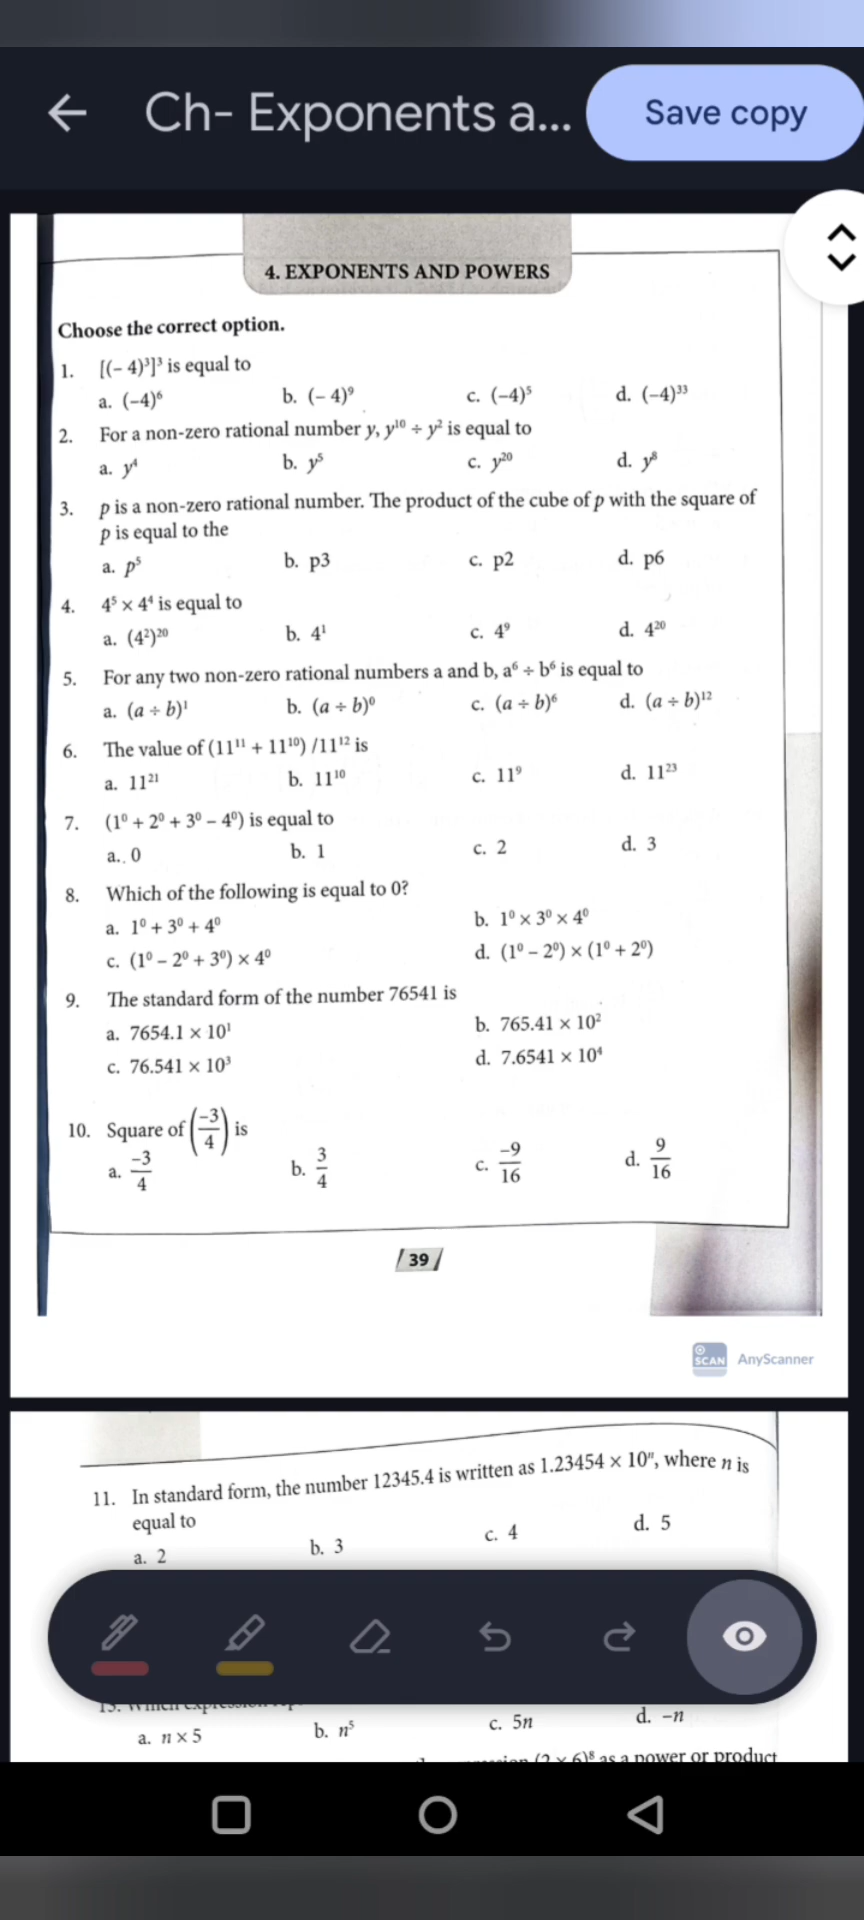 Ch- Exponents a...
Save copy
4. EXPONENTS AND POWERS
Choose the correct option.
1. [(– 4)³]³ is equal to
a. (–4)⁶ b. (– 4)⁹ c. (–4)⁵ d. (–4)³³
2. For a non-zero rational number y, y¹⁰ ÷ y² is equal to
a. y⁴ b. y⁵ c. y²⁰ d. y⁸
3. p is a non-zero rational number. The product of the cube of p with the square of
p is equal to the
a. p⁵ b. p3 c. p2 d. p6
4. 4⁵ × 4⁴ is equal to
a. (4²)²⁰ b. 4¹ c. 4⁹ d. 4²⁰
5. For any two non-zero rational numbers a and b, a⁶ ÷ b⁶ is equal to
a. (a ÷ b)¹ b. (a ÷ b)⁰ c. (a ÷ b)⁶ d. (a ÷ b)¹²
6. The value of (11¹¹ + 11¹⁰) /11¹² is
a. 11²¹ b. 11¹⁰ c. 11⁹ d. 11²³
7. (1⁰ + 2⁰ + 3⁰ – 4⁰) is equal to
a. 0 b. 1 c. 2 d. 3
8. Which of the following is equal to 0?
a. 1⁰ + 3⁰ + 4⁰ b. 1⁰ × 3⁰ × 4⁰
c. (1⁰ – 2⁰ + 3⁰) × 4⁰ d. (1⁰ – 2⁰) × (1⁰ + 2⁰)
9. The standard form of the number 76541 is
a. 7654.1 × 10¹ b. 765.41 × 10²
c. 76.541 × 10³ d. 7.6541 × 10⁴
10. Square of (–3/4) is
a. –3/4 b. 3/4 c. –9/16 d. 9/16
39
SCAN AnyScanner
11. In standard form, the number 12345.4 is written as 1.23454 × 10ⁿ, where n is
equal to
a. 2 b. 3 c. 4 d. 5
a. n × 5 b. n⁵ c. 5n d. –n
(2 × 6)⁸ as a power or product